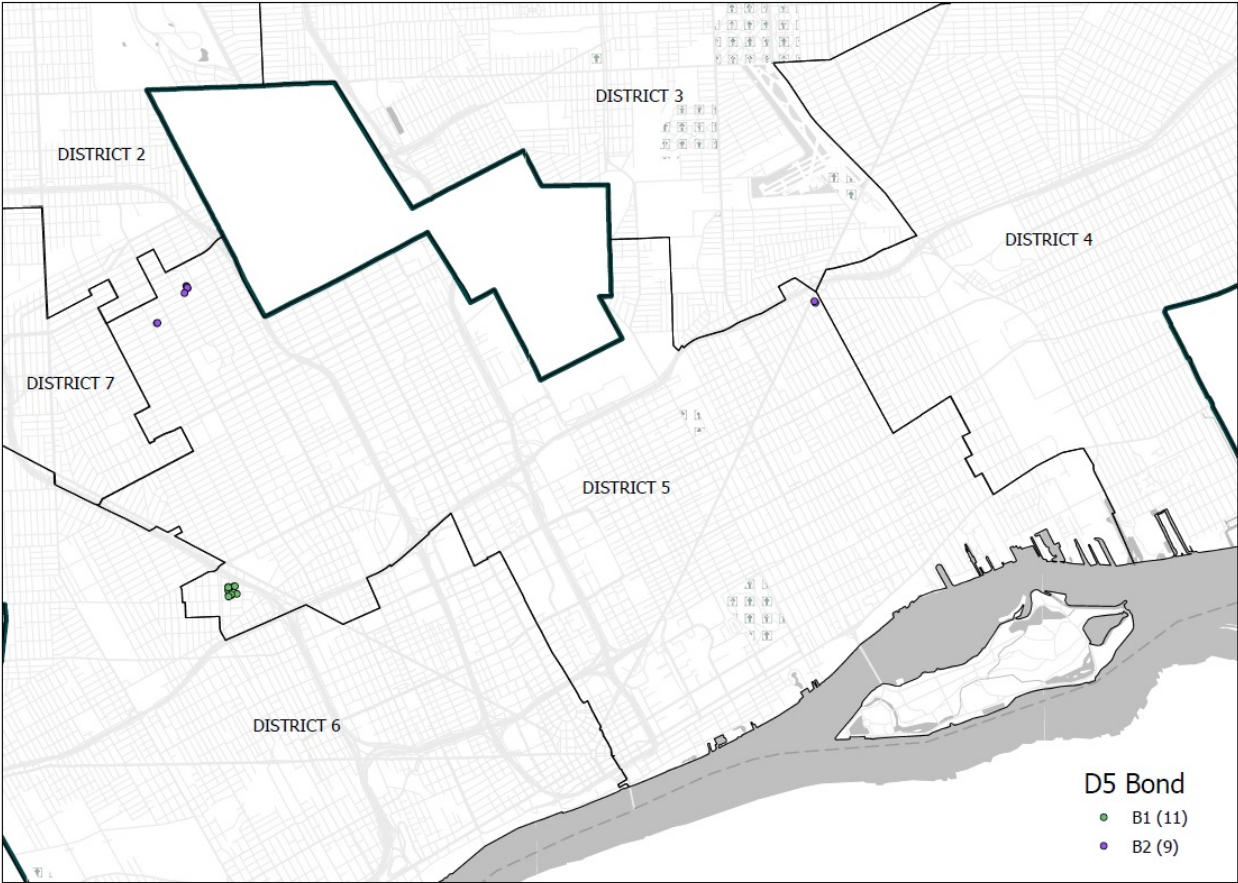 DISTRICT 3
DISTRICT 2
DISTRICT 4
DISTRICT 7
DISTRICT 5
DISTRICT 6
D5 Bond
B1 (11)
B2 (9)